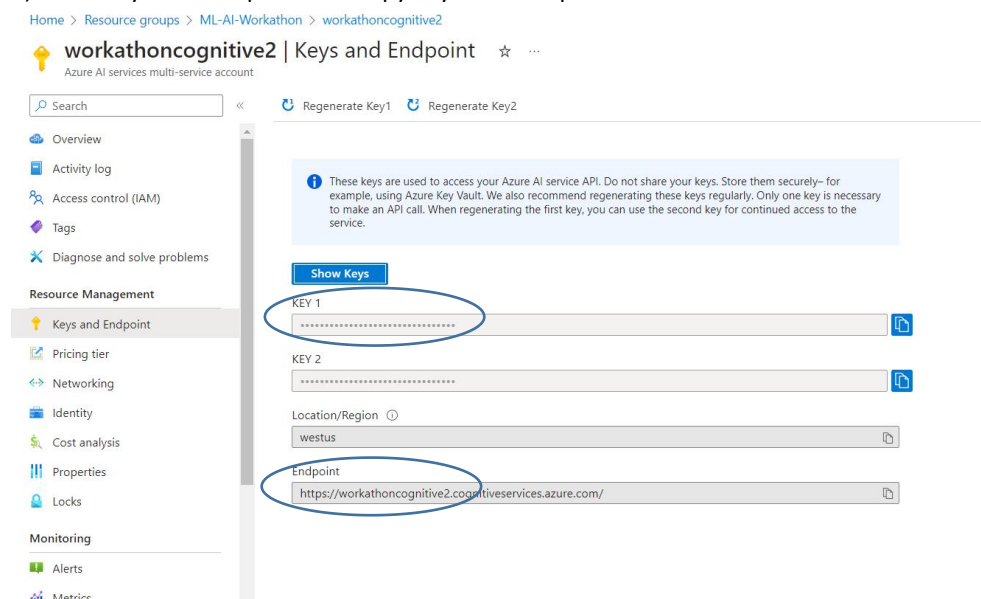 Home > Resource groups > ML-AI-Workathon > workathoncognitive2
workathoncognitive2 | Keys and Endpoint
Azure AI services multi-service account
Search
Regenerate Key1
Regenerate Key2
Overview
Activity log
Access control (IAM)
Tags
Diagnose and solve problems
Resource Management
Keys and Endpoint
Pricing tier
Networking
Identity
Cost analysis
Properties
Locks
Monitoring
Alerts
Metrics
These keys are used to access your Azure AI service API. Do not share your keys. Store them securely– for
example, using Azure Key Vault. We also recommend regenerating these keys regularly. Only one key is necessary
to make an API call. When regenerating the first key, you can use the second key for continued access to the
service.
Show Keys
KEY 1
KEY 2
Location/Region
westus
Endpoint
https://workathoncognitive2.cognitiveservices.azure.com/